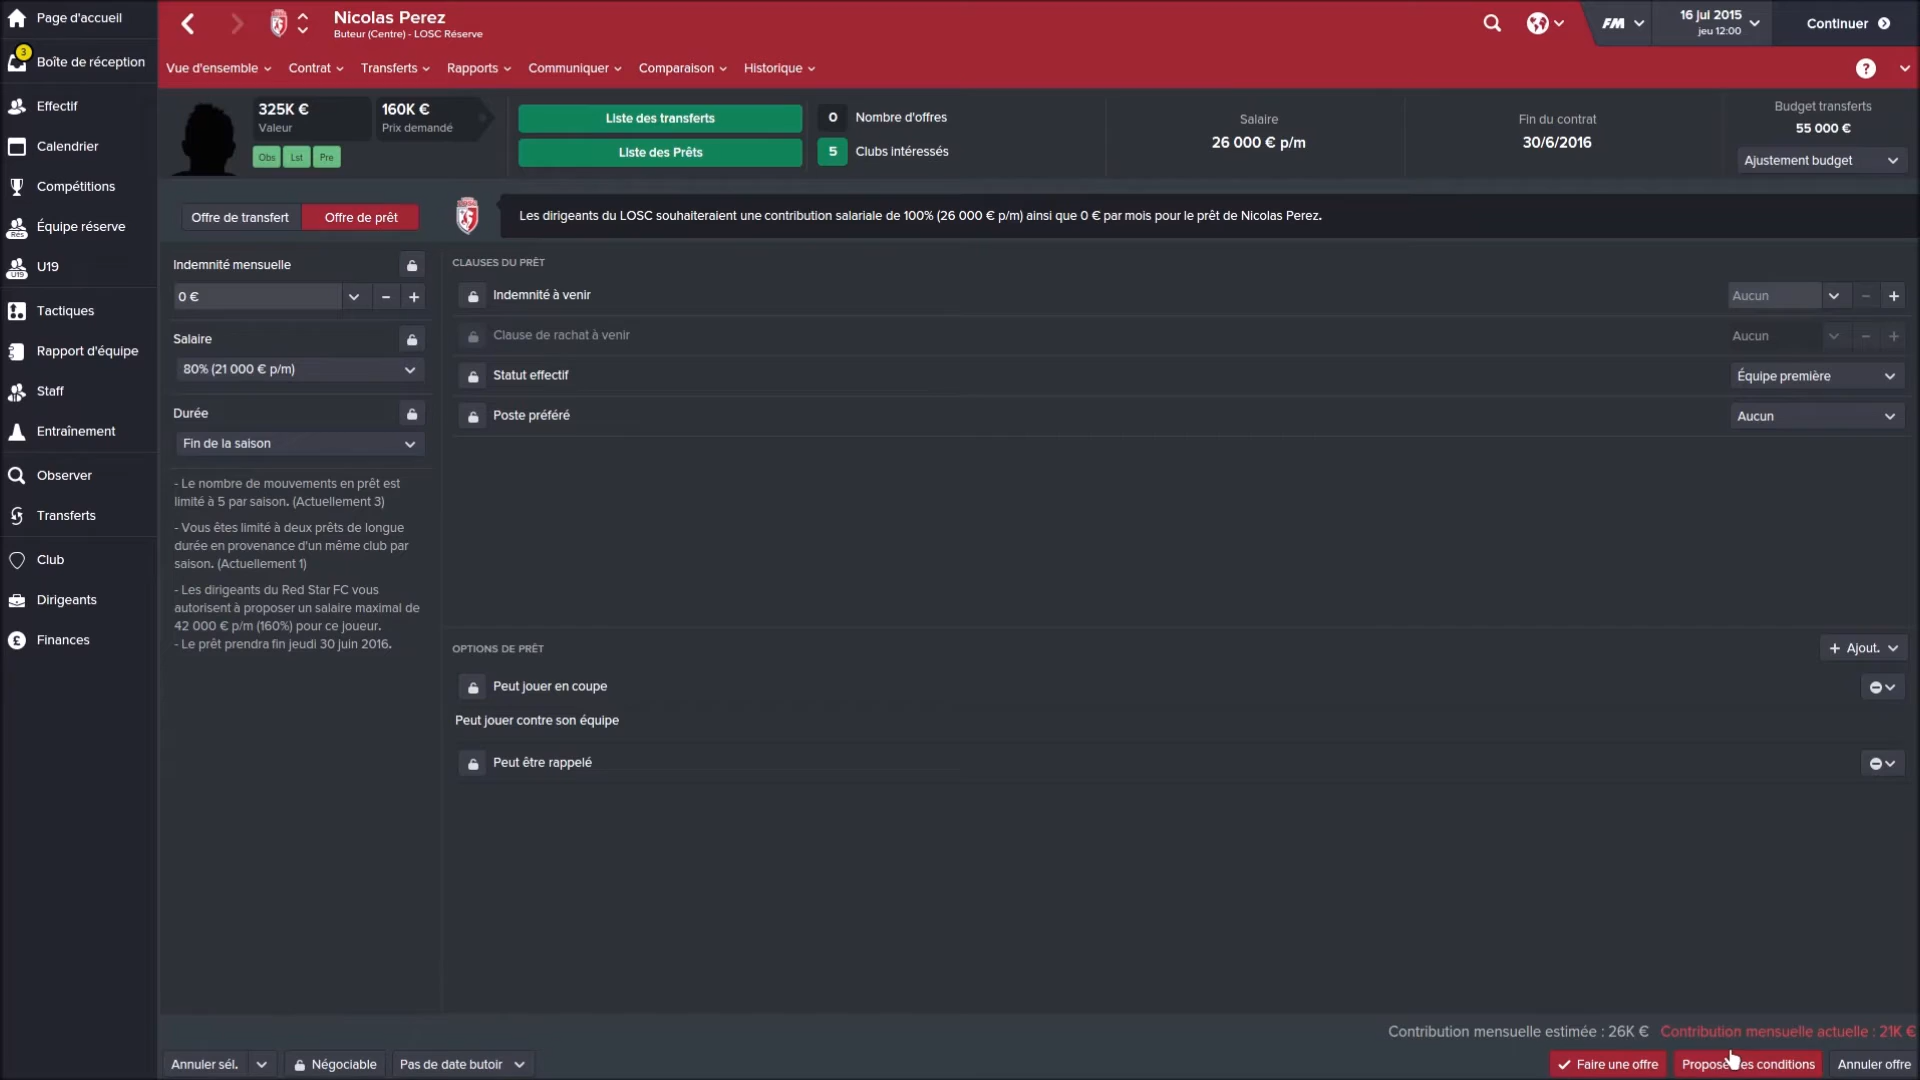 Page d'accueil
3
Boîte de réception
Effectif
Calendrier
Compétitions
Équipe réserve
U19
Tactiques
Rapport d'équipe
Staff
Entraînement
Observer
Transferts
Club
Dirigeants
Finances
Nicolas Perez
Buteur (Centre) - LOSC Réserve
FM
16 jul 2015
jeu 12:00
Continuer
Vue d'ensemble
Contrat
Transferts
Rapports
Communiquer
Comparaison
Historique
?
325K €
Valeur
160K €
Prix demandé
Obs Lst Pre
Liste des transferts
Liste des Prêts
0 Nombre d'offres
5 Clubs intéressés
Salaire
26 000 € p/m
Fin du contrat
30/6/2016
Budget transferts
55 000 €
Ajustement budget
Offre de transfert
Offre de prêt
Les dirigeants du LOSC souhaiteraient une contribution salariale de 100% (26 000 € p/m) ainsi que 0 € par mois pour le prêt de Nicolas Perez.
Indemnité mensuelle
0 €
Salaire
80% (21 000 € p/m)
Durée
Fin de la saison
- Le nombre de mouvements en prêt est
limité à 5 par saison. (Actuellement 3)
- Vous êtes limité à deux prêts de longue
durée en provenance d'un même club par
saison. (Actuellement 1)
- Les dirigeants du Red Star FC vous
autorisent à proposer un salaire maximal de
42 000 € p/m (160%) pour ce joueur.
- Le prêt prendra fin jeudi 30 juin 2016.
CLAUSES DU PRÊT
Indemnité à venir
Aucun
Clause de rachat à venir
Aucun
Statut effectif
Équipe première
Poste préféré
Aucun
OPTIONS DE PRÊT
+ Ajout.
Peut jouer en coupe
Peut jouer contre son équipe
Peut être rappelé
Contribution mensuelle estimée : 26K €
Contribution mensuelle actuelle : 21K €
Annuler sél.
Négociable
Pas de date butoir
Faire une offre
conditions
Annuler offre